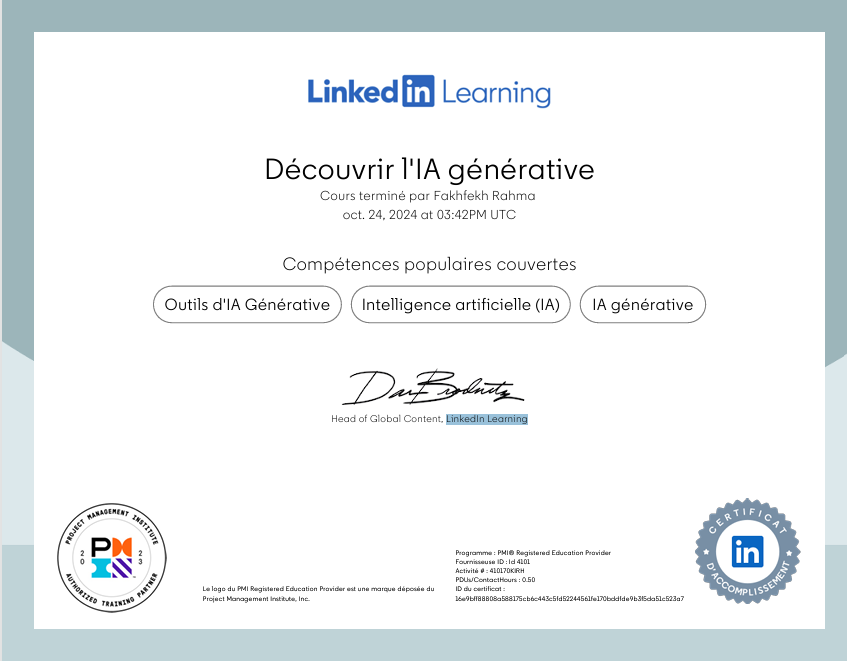 Linkedin Learning
Découvrir l'IA générative
Cours terminé par Fakhfekh Rahma
oct. 24, 2024 at 03:42PM UTC
Compétences populaires couvertes
Outils d'IA Générative
Intelligence artificielle (IA)
IA générative
Dan Brodnitz
Head of Global Content, LinkedIn Learning
PROJECT MANAGEMENT INSTITUTE
20 23
AUTHORIZED TRAINING PARTNER
Le logo du PMI Registered Education Provider est une marque déposée du
Project Management Institute, Inc.
Programme : PMI® Registered Education Provider
Fournisseuse ID : Id 4101
Activité # : 410170KIRH
PDUs/ContactHours : 0.50
ID du certificat :
CERTIFICAT
in
D'ACCOMPLISSEMENT